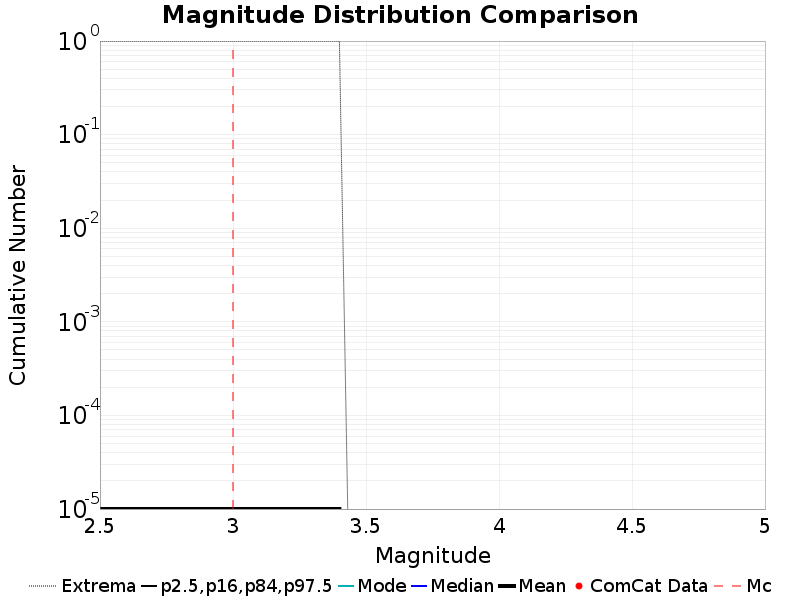 Magnitude Distribution Comparison
Cumulative Number
10^0
10^-1
10^-2
10^-3
10^-4
10^-5
2.5 3 3.5 4 4.5 5
Magnitude
Extrema p2.5,p16,p84,p97.5 Mode Median Mean ComCat Data Mc